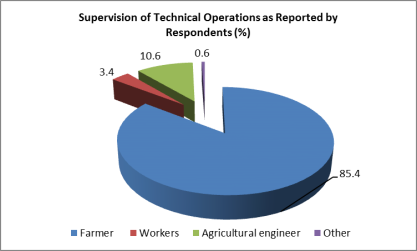 Supervision of Technical Operations as Reported by
Respondents (%)
0.6
10.6
3.4
85.4
Farmer Workers Agricultural engineer Other